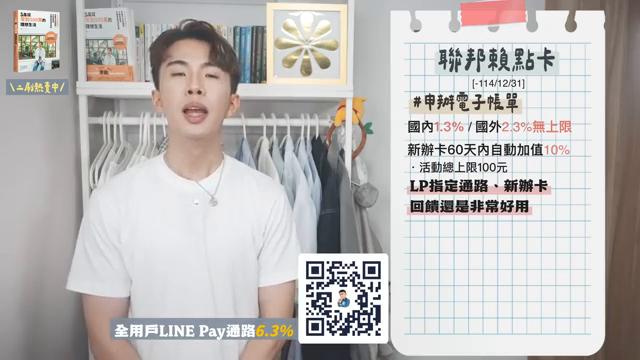 \二刷熱賣中/
聯邦賴點卡
[-114/12/31]
#申辦電子帳單
國內1.3% / 國外2.3%無上限
新辦卡60天內自動加值10%
．活動總上限100元
LP指定通路、新辦卡
回饋還是非常好用
全用戶LINE Pay通路6.3%